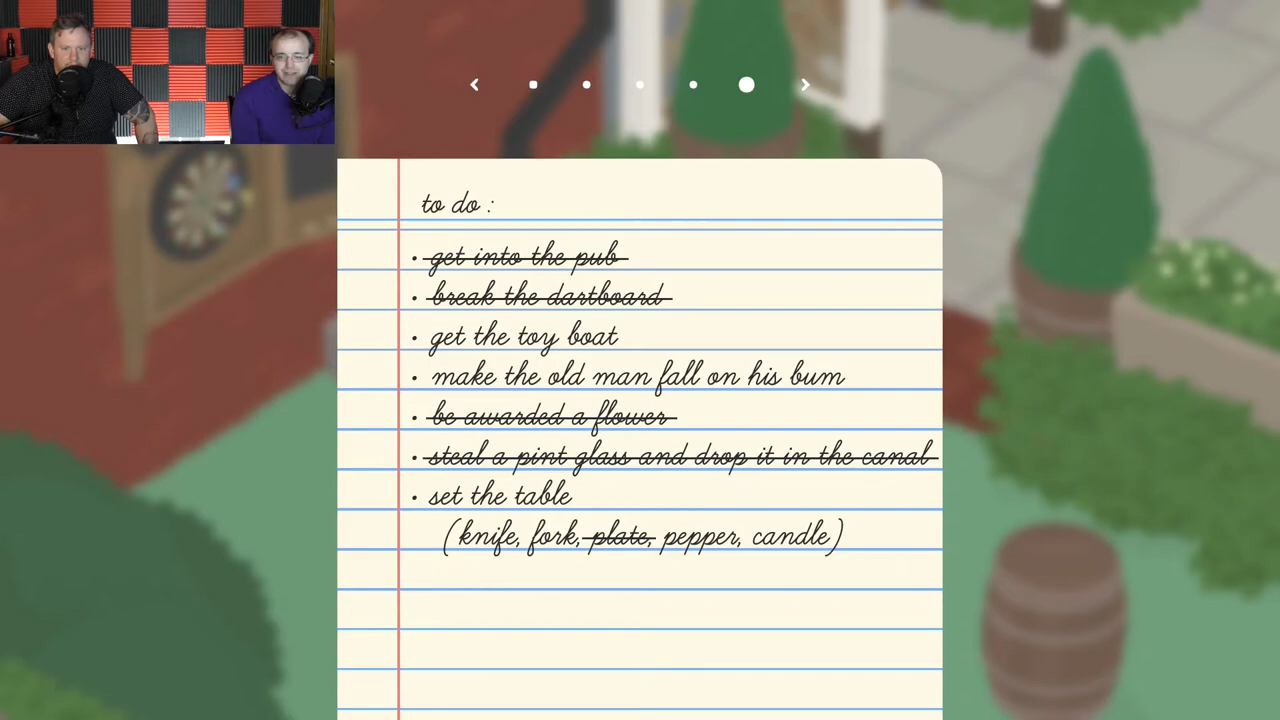 to do :
• get into the pub
• break the dartboard
• get the toy boat
• make the old man fall on his bum
• be awarded a flower
• steal a pint glass and drop it in the canal
• set the table
(knife, fork, plate, pepper, candle)